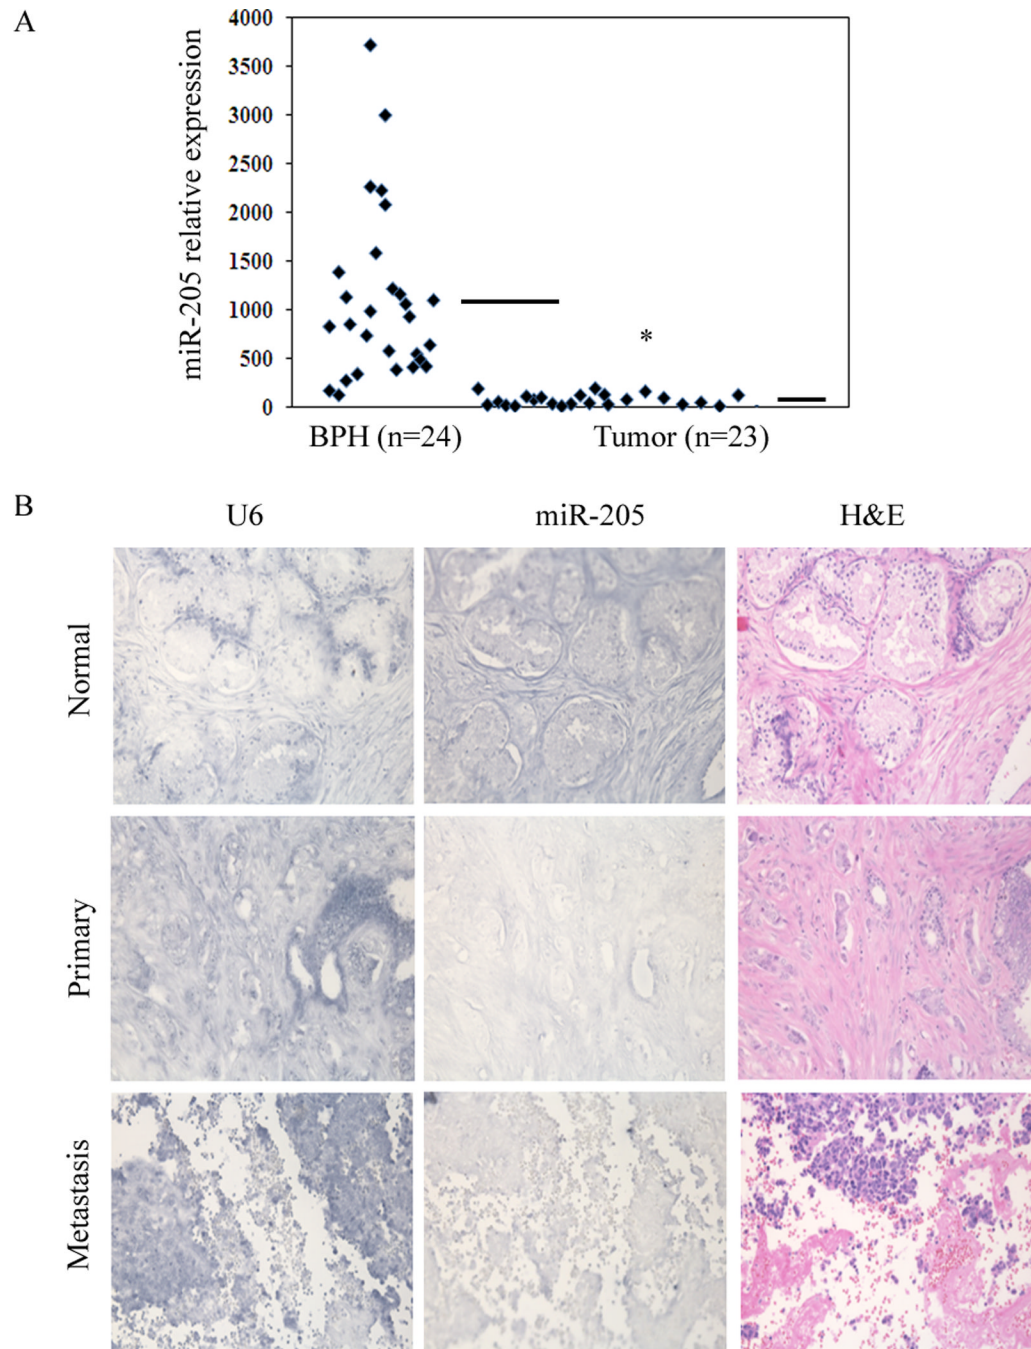 A
miR-205 relative expression
4000
3500
3000
2500
2000
1500
1000
500
0
*
BPH (n=24)
Tumor (n=23)
B
U6
miR-205
H&E
Normal
Primary
Metastasis